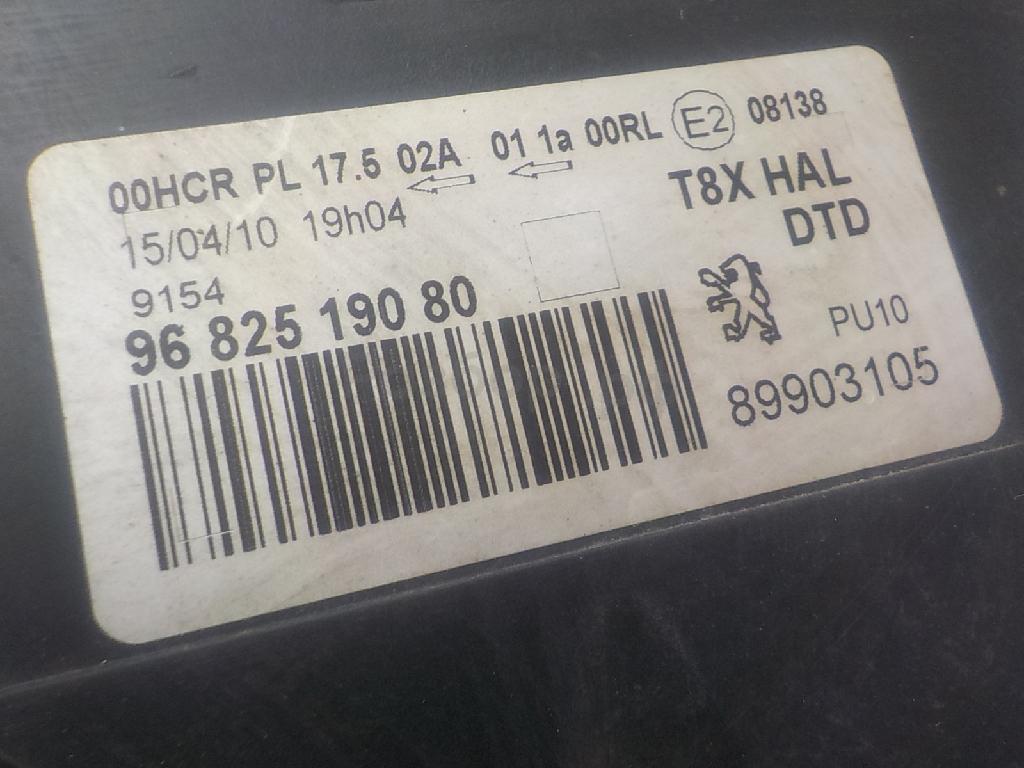 00HCR PL 17.5 02A 01 1a 00RL E2 08138
15/04/10 19h04
T8X HAL
DTD
9154
96 825 190 80
PU10
89903105